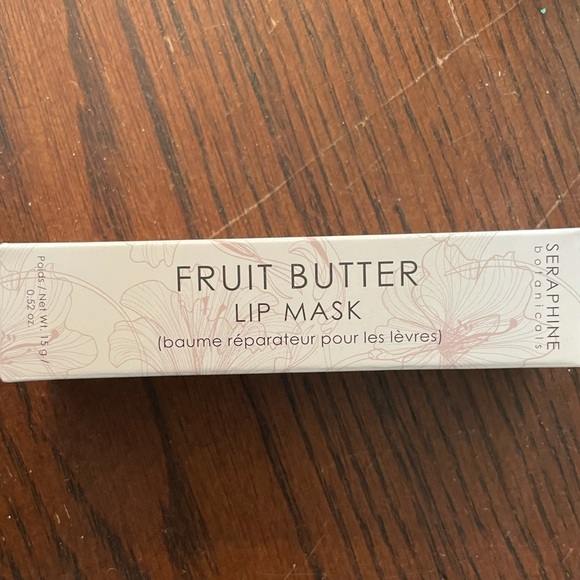 FRUIT BUTTER
LIP MASK
(baume réparateur pour les lèvres)
SERAPHINE
botanicals
Poids / Net Wt. 15 g /
0.52 oz.